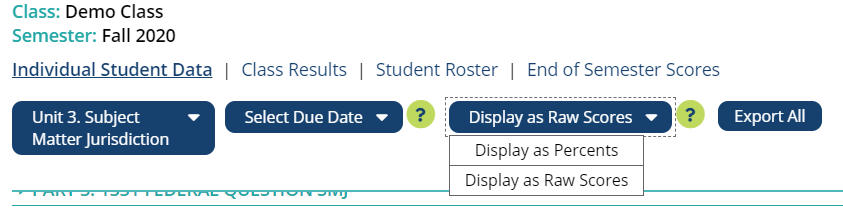 Class: Demo Class
Semester: Fall 2020
Individual Student Data | Class Results | Student Roster | End of Semester Scores
Unit 3. Subject Matter Jurisdiction
Select Due Date
?
Display as Raw Scores
?
Export All
Display as Percents
Display as Raw Scores
PART 3: 1331 FEDERAL QUESTION SMJ